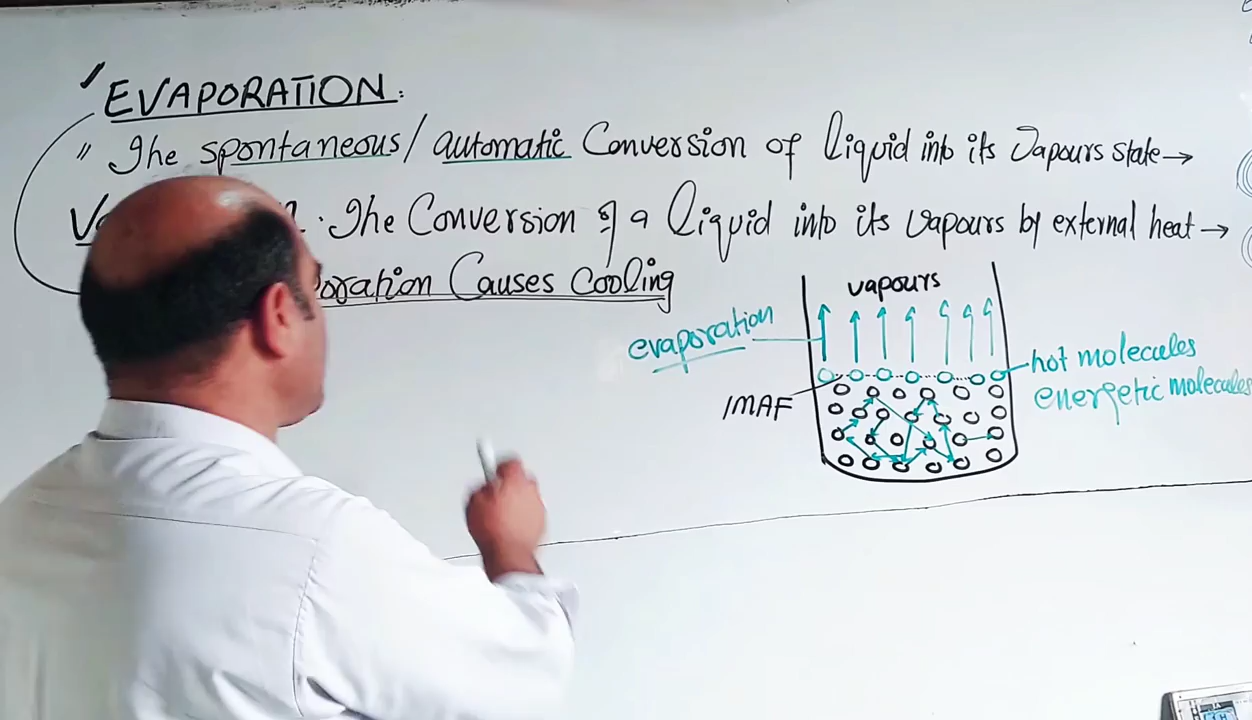 EVAPORATION:
" The spontaneous/ automatic Conversion of liquid into its Vapours state→
The Conversion of a liquid into its vapours by external heat→
oration Causes Cooling
vapours
evaporation
hot molecules
IMAF
energetic molecules